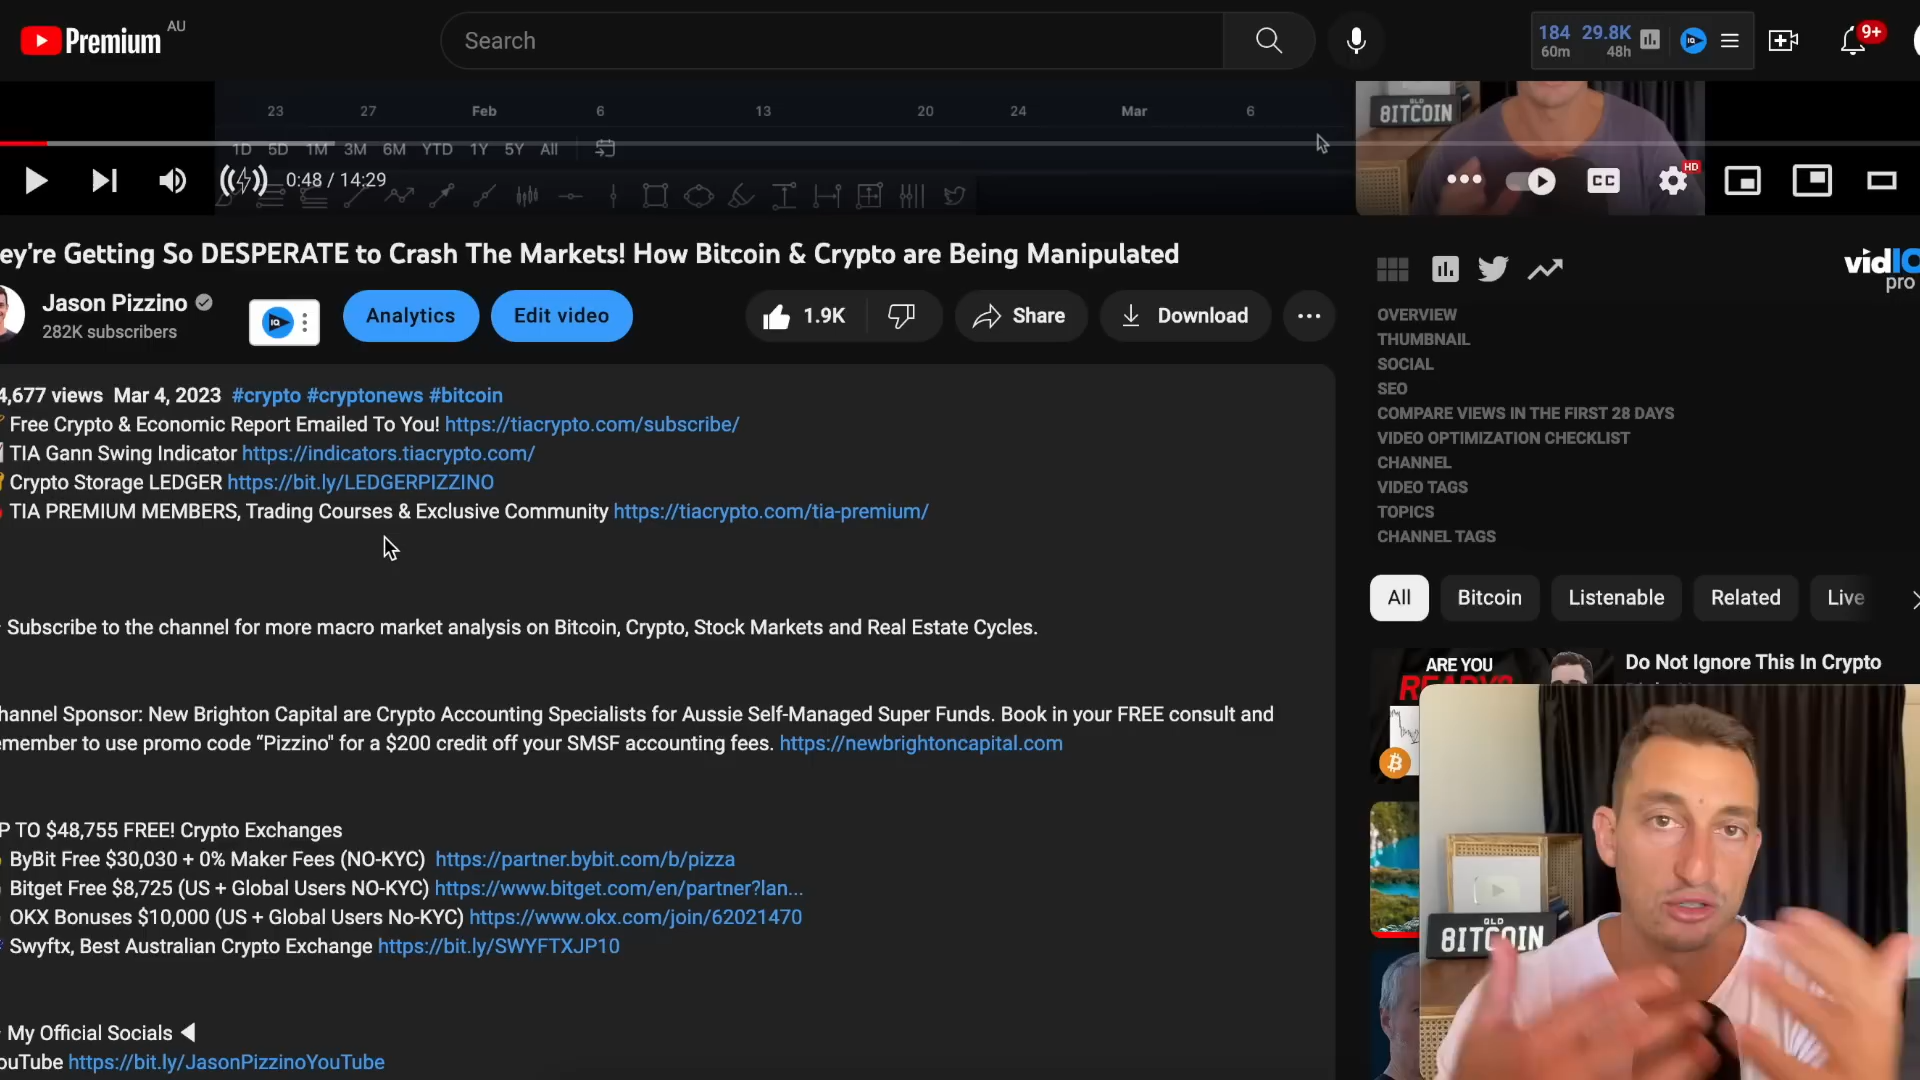 Premium
AU
Search
184 29.8K
60m 48h
9+
23 27 Feb 6 13 20 24 Mar 6
1D 5D 1M 3M 6M YTD 1Y 5Y All
QLD
BITCOIN
0:48 / 14:29
CC
HD
ey're Getting So DESPERATE to Crash The Markets! How Bitcoin & Crypto are Being Manipulated
Jason Pizzino
282K subscribers
Analytics
Edit video
1.9K
Share
Download
vidIQ
pro
OVERVIEW
THUMBNAIL
SOCIAL
SEO
COMPARE VIEWS IN THE FIRST 28 DAYS
VIDEO OPTIMIZATION CHECKLIST
CHANNEL
VIDEO TAGS
TOPICS
CHANNEL TAGS
4,677 views Mar 4, 2023 #crypto #cryptonews #bitcoin
Free Crypto & Economic Report Emailed To You! https://tiacrypto.com/subscribe/
TIA Gann Swing Indicator https://indicators.tiacrypto.com/
Crypto Storage LEDGER https://bit.ly/LEDGERPIZZINO
TIA PREMIUM MEMBERS, Trading Courses & Exclusive Community https://tiacrypto.com/tia-premium/
Subscribe to the channel for more macro market analysis on Bitcoin, Crypto, Stock Markets and Real Estate Cycles.
hannel Sponsor: New Brighton Capital are Crypto Accounting Specialists for Aussie Self-Managed Super Funds. Book in your FREE consult and
emember to use promo code “Pizzino" for a $200 credit off your SMSF accounting fees. https://newbrightoncapital.com
P TO $48,755 FREE! Crypto Exchanges
ByBit Free $30,030 + 0% Maker Fees (NO-KYC) https://partner.bybit.com/b/pizza
Bitget Free $8,725 (US + Global Users NO-KYC) https://www.bitget.com/en/partner?lan...
OKX Bonuses $10,000 (US + Global Users No-KYC) https://www.okx.com/join/62021470
Swyftx, Best Australian Crypto Exchange https://bit.ly/SWYFTXJP10
My Official Socials
ouTube https://bit.ly/JasonPizzinoYouTube
All Bitcoin Listenable Related Live
ARE YOU
READY?
Do Not Ignore This In Crypto
QLD
BITCOIN